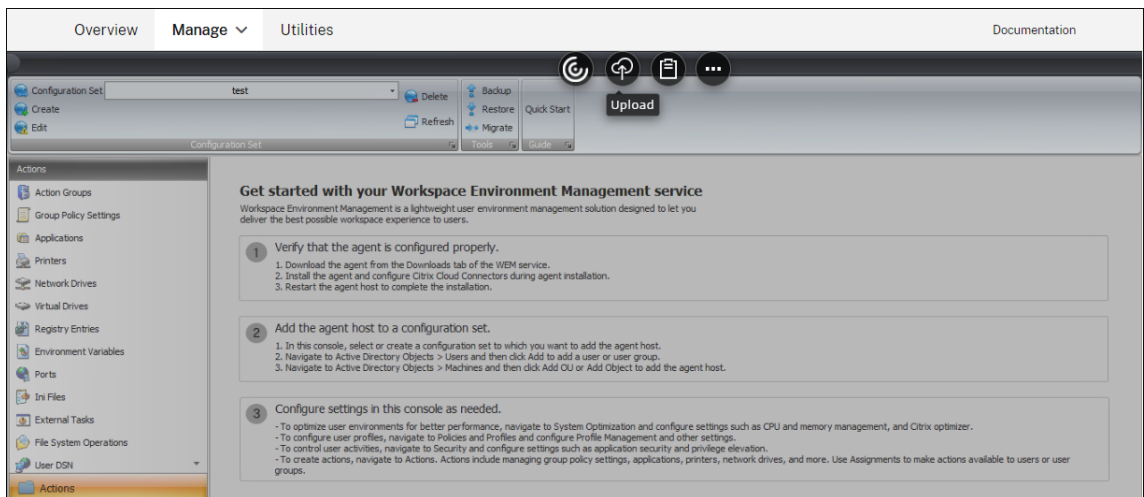 Overview Manage Utilities Documentation
Configuration Set test Delete Backup
Create Restore Quick Start Upload
Edit Refresh Migrate
Configuration Set Tools Guide
Actions
Action Groups
Group Policy Settings
Applications
Printers
Network Drives
Virtual Drives
Registry Entries
Environment Variables
Ports
Ini Files
External Tasks
File System Operations
User DSN
Actions
Get started with your Workspace Environment Management service
Workspace Environment Management is a lightweight user environment management solution designed to let you
deliver the best possible workspace experience to users.
1 Verify that the agent is configured properly.
1. Download the agent from the Downloads tab of the WEM service.
2. Install the agent and configure Citrix Cloud Connectors during agent installation.
3. Restart the agent host to complete the installation.
2 Add the agent host to a configuration set.
1. In this console, select or create a configuration set to which you want to add the agent host.
2. Navigate to Active Directory Objects > Users and then click Add to add a user or user group.
3. Navigate to Active Directory Objects > Machines and then click Add OU or Add Object to add the agent host.
3 Configure settings in this console as needed.
- To optimize user environments for better performance, navigate to System Optimization and configure settings such as CPU and memory management, and Citrix optimizer.
- To configure user profiles, navigate to Policies and Profiles and configure Profile Management and other settings.
- To control user activities, navigate to Security and configure settings such as application security and privilege elevation.
- To create actions, navigate to Actions. Actions include managing group policy settings, applications, printers, network drives, and more. Use Assignments to make actions available to users or user
groups.